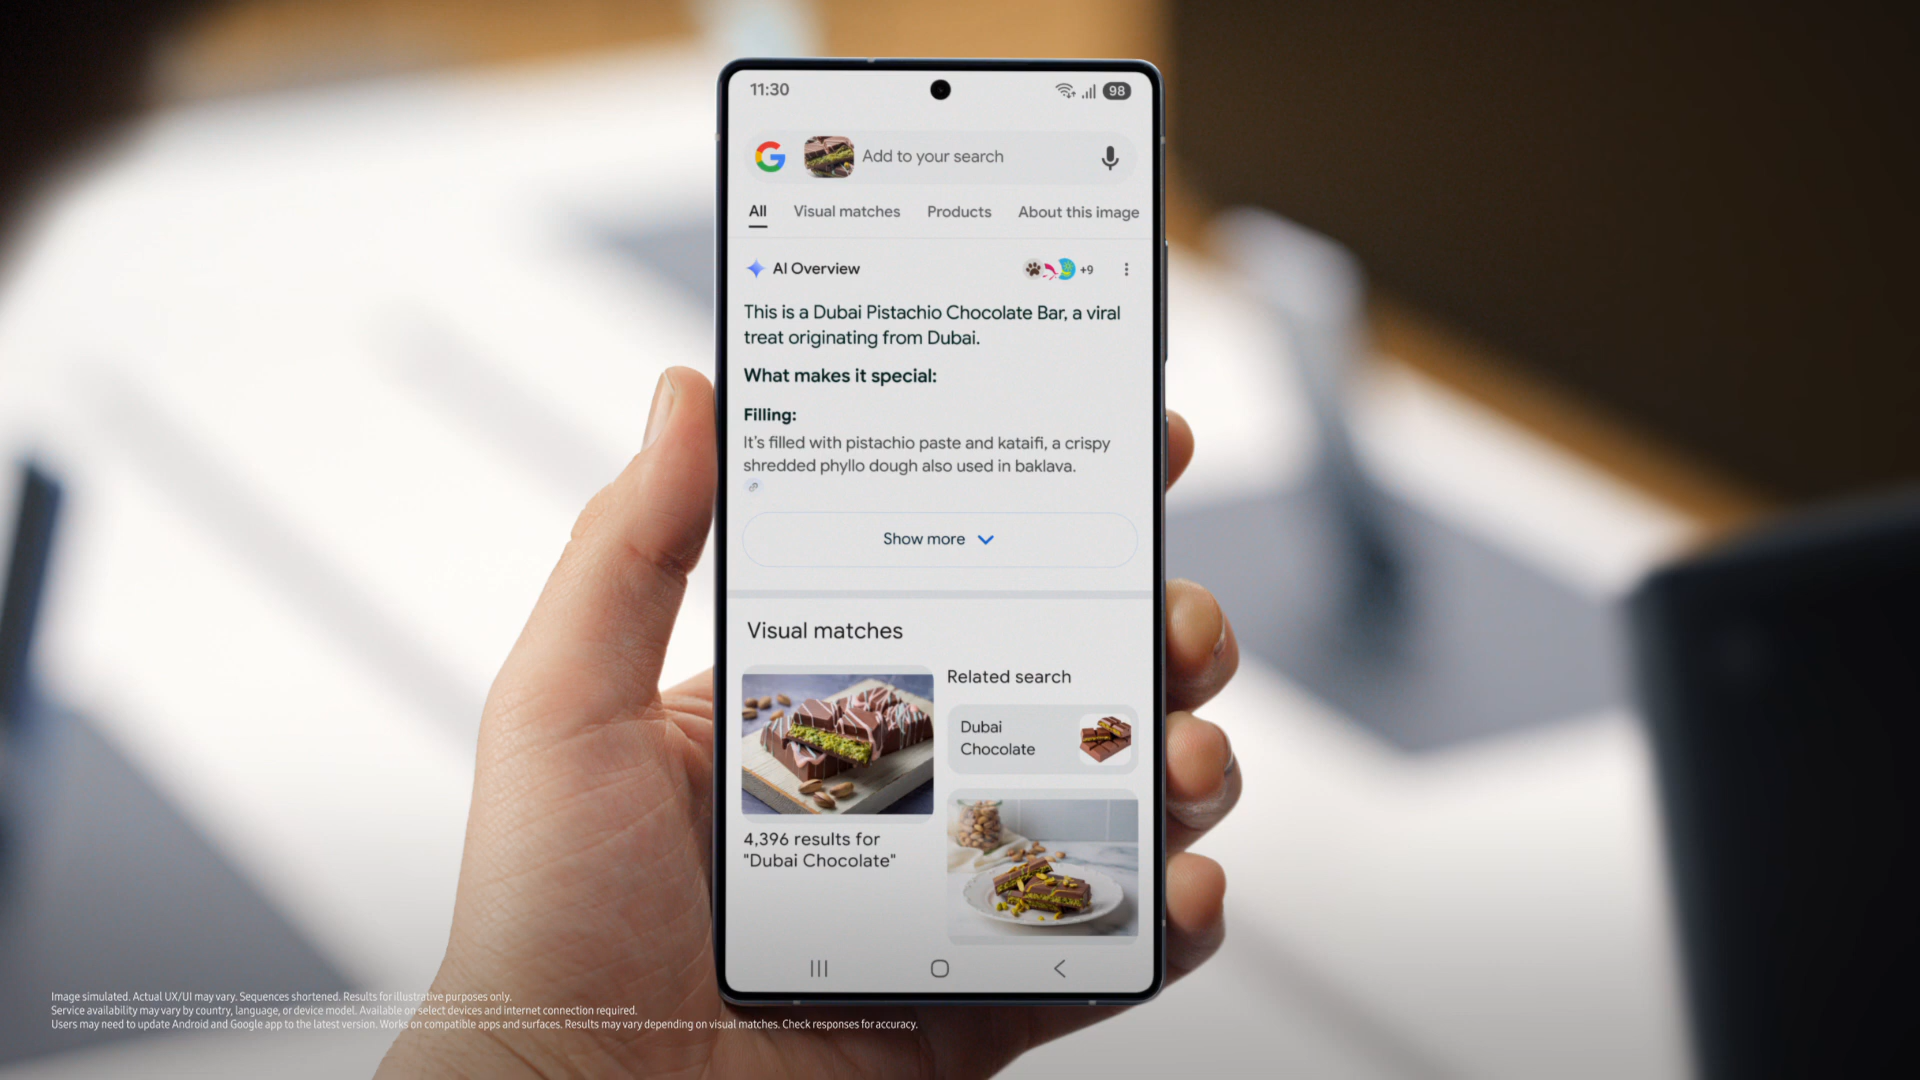 11:30
98
Add to your search
All Visual matches Products About this image
AI Overview
+9
This is a Dubai Pistachio Chocolate Bar, a viral
treat originating from Dubai.
What makes it special:
Filling:
It's filled with pistachio paste and kataifi, a crispy
shredded phyllo dough also used in baklava.
Show more
Visual matches
Related search
Dubai
Chocolate
4,396 results for
"Dubai Chocolate"
Image simulated. Actual UX/UI may vary. Sequences shortened. Results for illustrative purposes only.
Service availability may vary by country, language, or device model. Available on select devices and internet connection required.
Users may need to update Android and Google app to the latest version. Works on compatible apps and surfaces. Results may vary depending on visual matches. Check responses for accuracy.